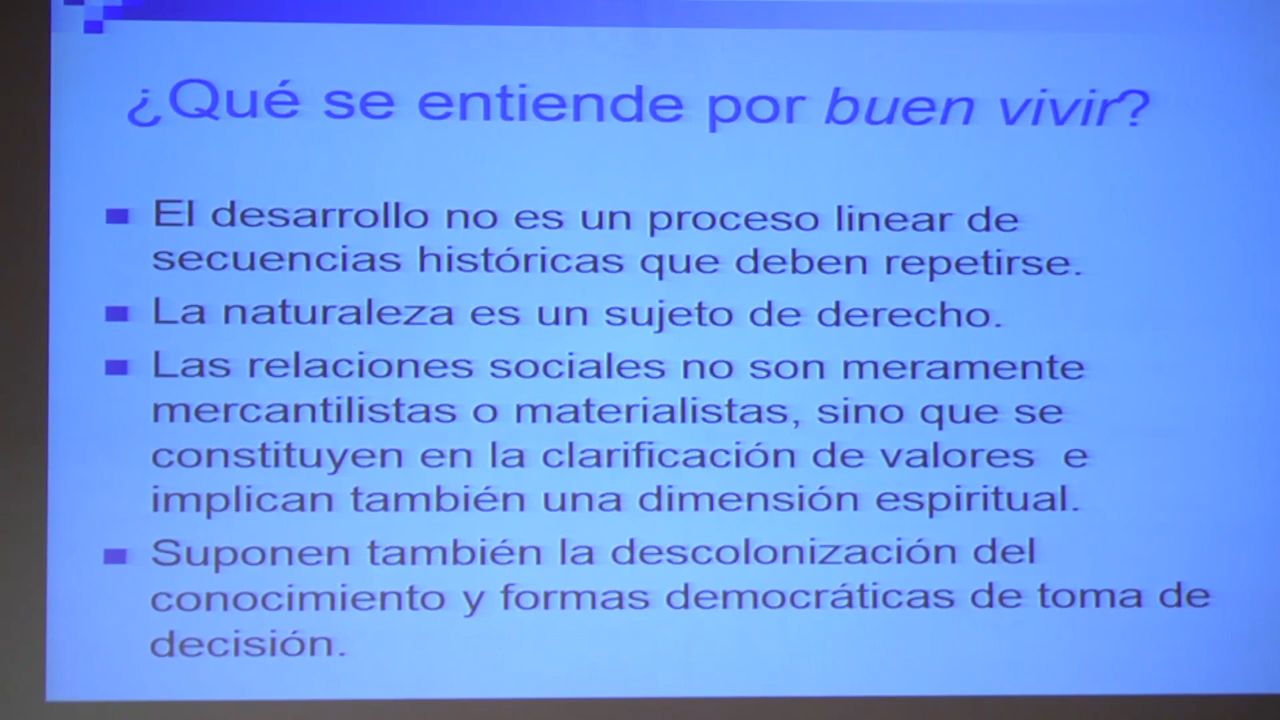 ¿Qué se entiende por buen vivir?
El desarrollo no es un proceso linear de
secuencias históricas que deben repetirse.
La naturaleza es un sujeto de derecho.
Las relaciones sociales no son meramente
mercantilistas o materialistas, sino que se
constituyen en la clarificación de valores e
implican también una dimensión espiritual.
Suponen también la descolonización del
conocimiento y formas democráticas de toma de
decisión.